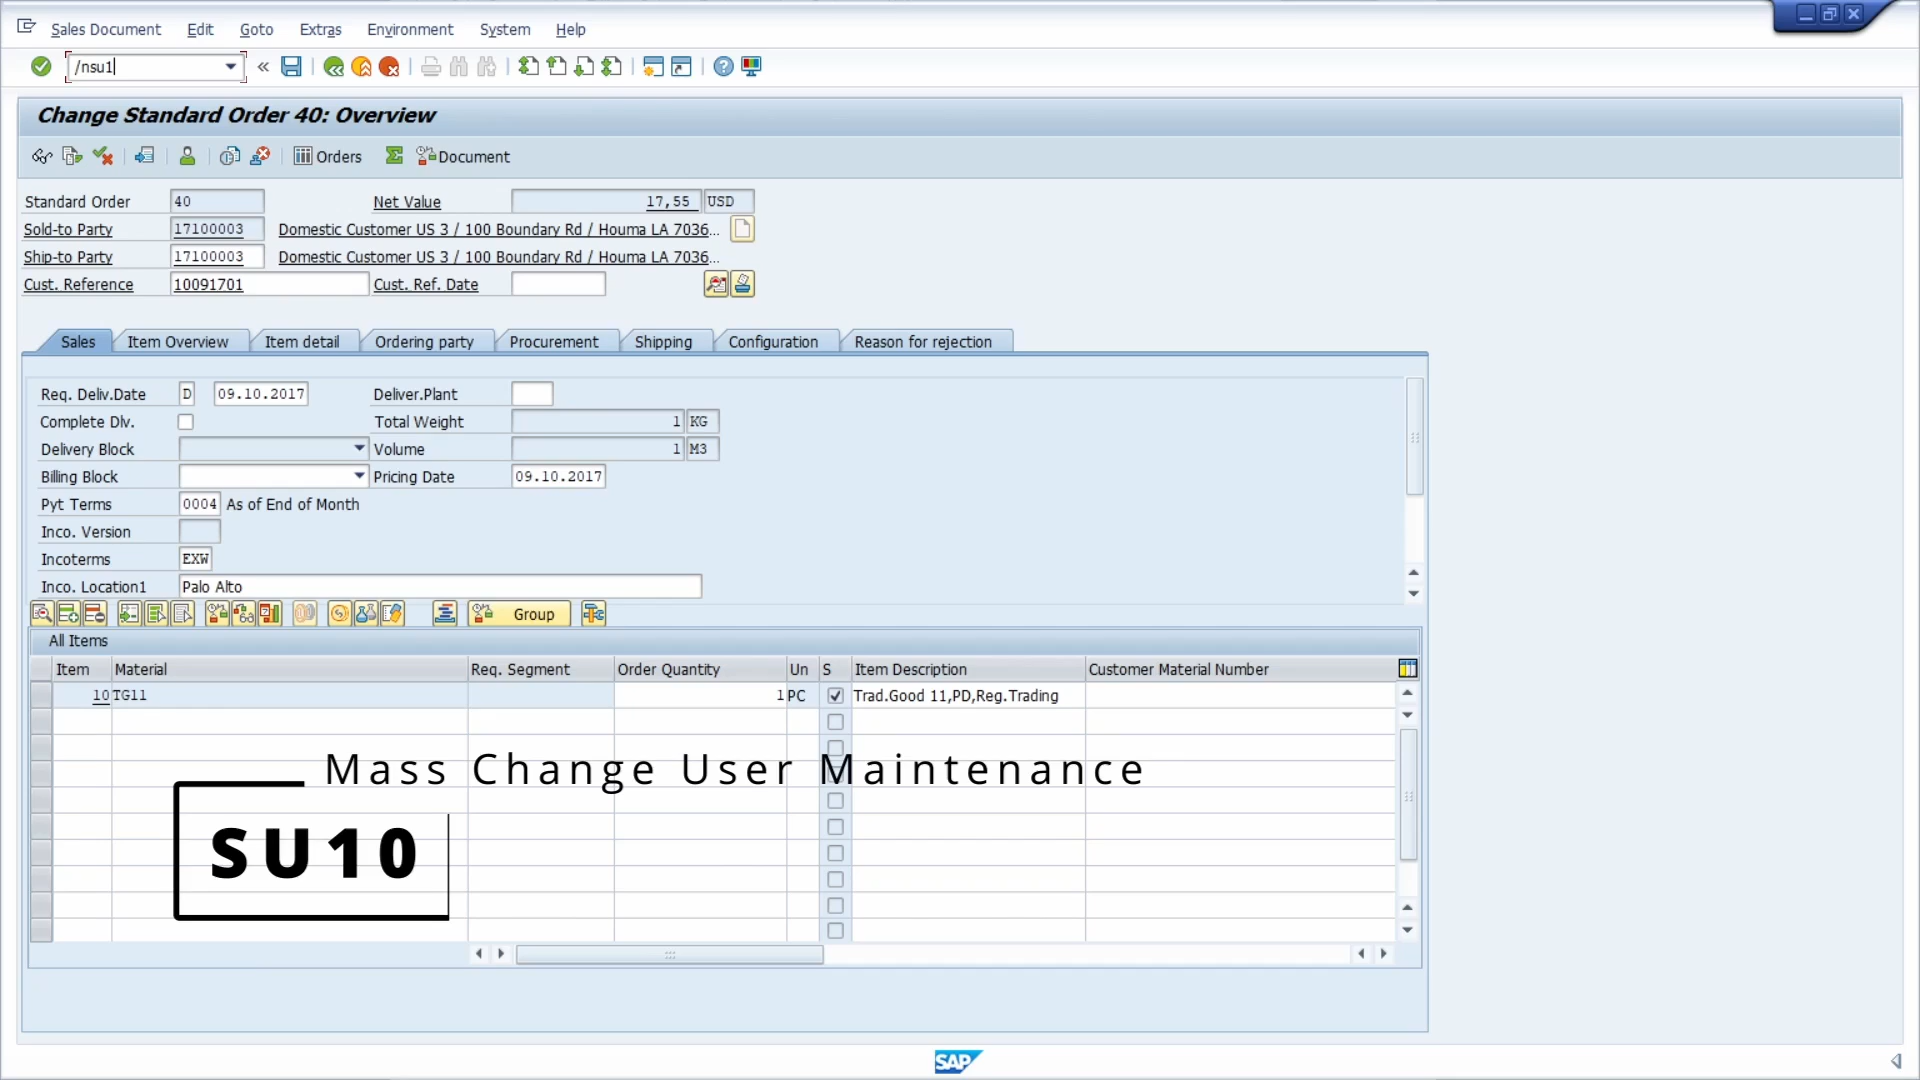 Sales Document Edit Goto Extras Environment System Help
/nsu1
Change Standard Order 40: Overview
Orders Document
Standard Order 40 Net Value 17,55 USD
Sold-to Party 17100003 Domestic Customer US 3 / 100 Boundary Rd / Houma LA 7036...
Ship-to Party 17100003 Domestic Customer US 3 / 100 Boundary Rd / Houma LA 7036...
Cust. Reference 10091701 Cust. Ref. Date
Sales Item Overview Item detail Ordering party Procurement Shipping Configuration Reason for rejection
Req. Deliv.Date D 09.10.2017 Deliver.Plant
Complete Dlv. Total Weight 1 KG
Delivery Block Volume 1 M3
Billing Block Pricing Date 09.10.2017
Pyt Terms 0004 As of End of Month
Inco. Version
Incoterms EXW
Inco. Location1 Palo Alto
Group
All Items
Item Material Req. Segment Order Quantity Un S Item Description Customer Material Number
10 TG11 1 PC Trad.Good 11,PD,Reg.Trading
Mass Change User Maintenance
SU10
SAP